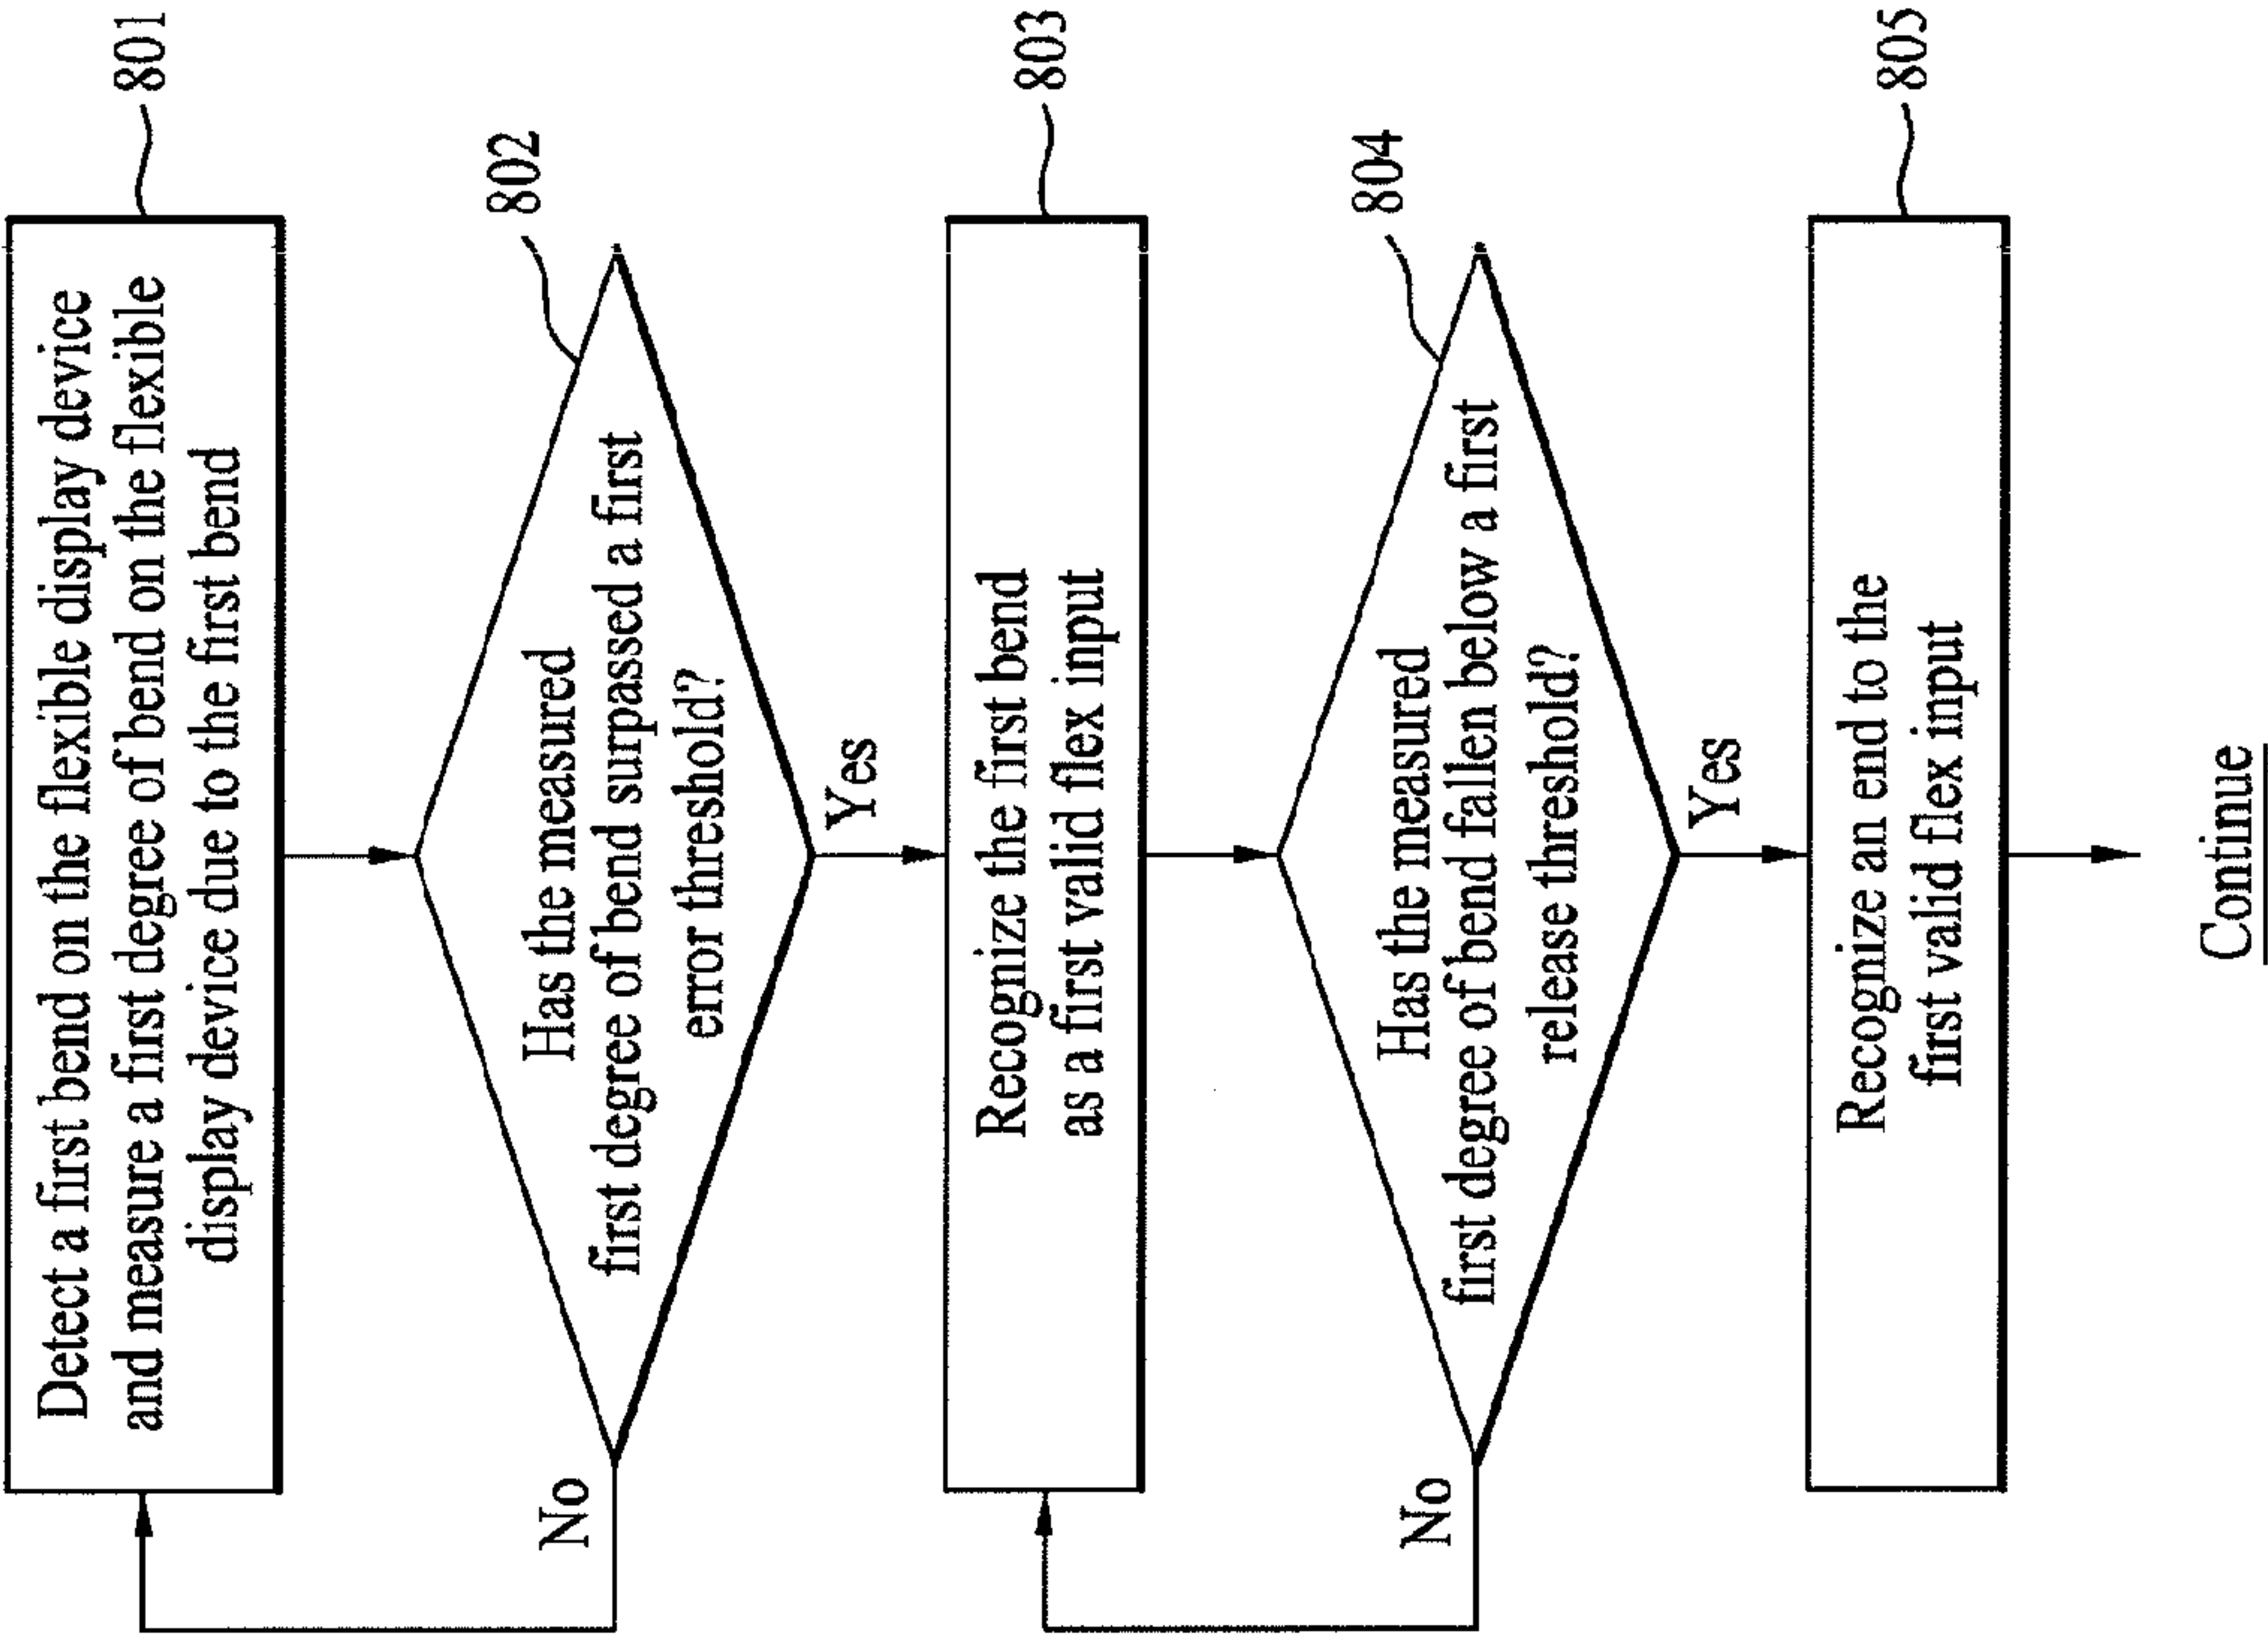 Detect a first bend on the flexible display device
and measure a first degree of bend on the flexible
display device due to the first bend
801
Has the measured
first degree of bend surpassed a first
error threshold?
802
No
Yes
Recognize the first bend
as a first valid flex input
803
Has the measured
first degree of bend fallen below a first
release threshold?
804
No
Yes
Recognize an end to the
first valid flex input
805
Continue